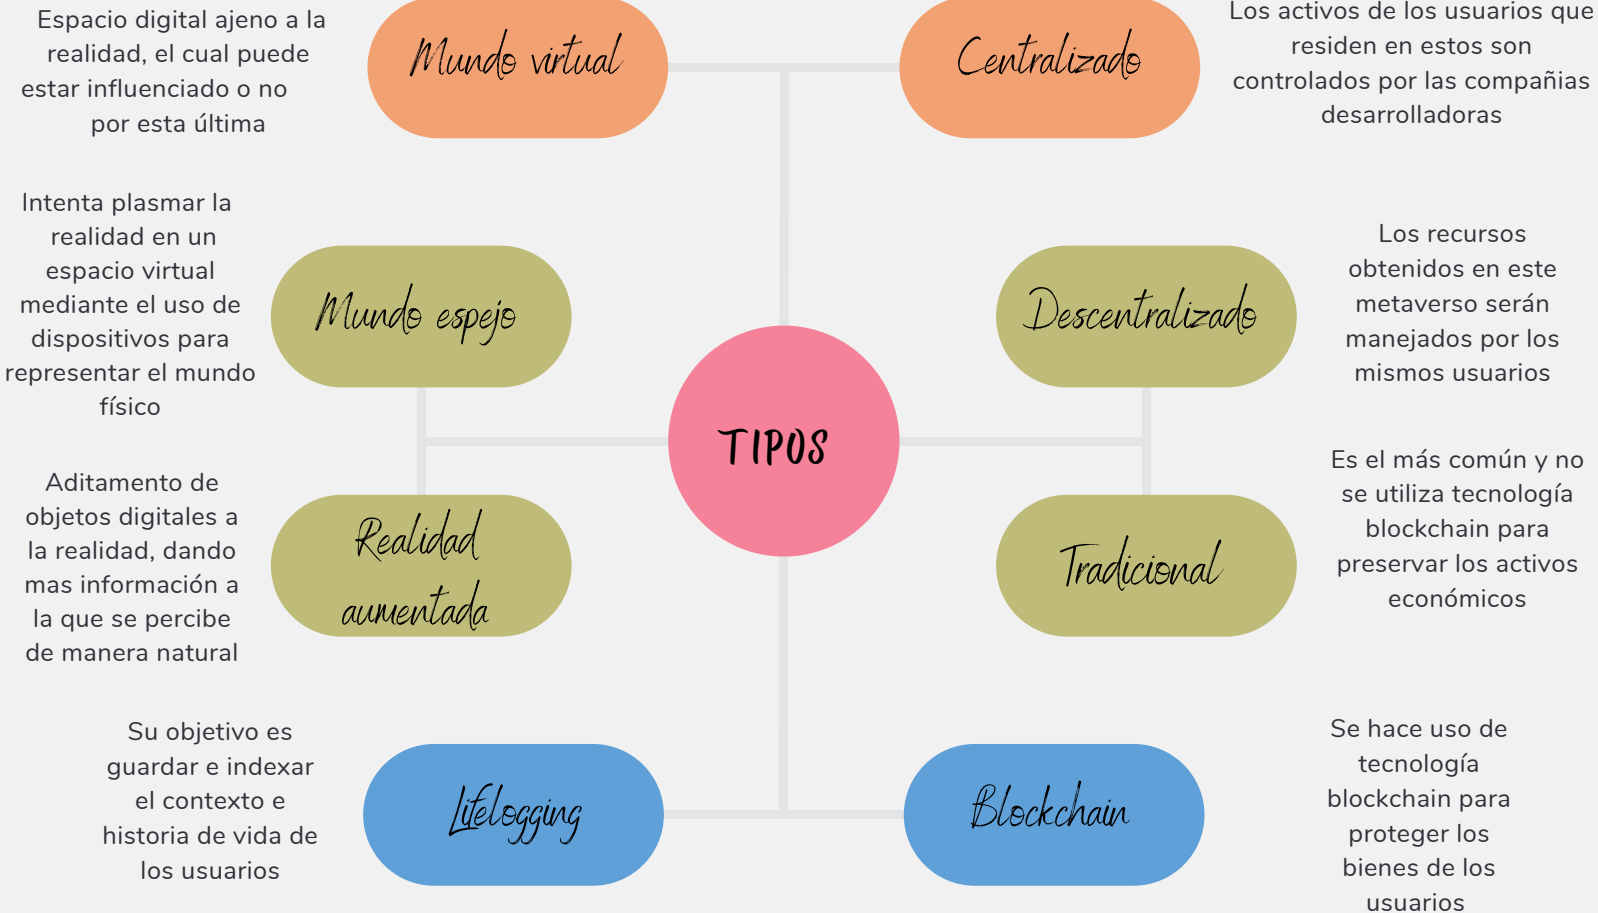 Espacio digital ajeno a la
realidad, el cual puede
estar influenciado o no
por esta última
Mundo virtual
Centralizado
Los activos de los usuarios que
residen en estos son
controlados por las compañias
desarrolladoras
Intenta plasmar la
realidad en un
espacio virtual
mediante el uso de
dispositivos para
representar el mundo
físico
Mundo espejo
Descentralizado
Los recursos
obtenidos en este
metaverso serán
manejados por los
mismos usuarios
TIPOS
Aditamento de
objetos digitales a
la realidad, dando
mas información a
la que se percibe
de manera natural
Realidad
aumentada
Tradicional
Es el más común y no
se utiliza tecnología
blockchain para
preservar los activos
económicos
Su objetivo es
guardar e indexar
el contexto e
historia de vida de
los usuarios
Lifelogging
Blockchain
Se hace uso de
tecnología
blockchain para
proteger los
bienes de los
usuarios